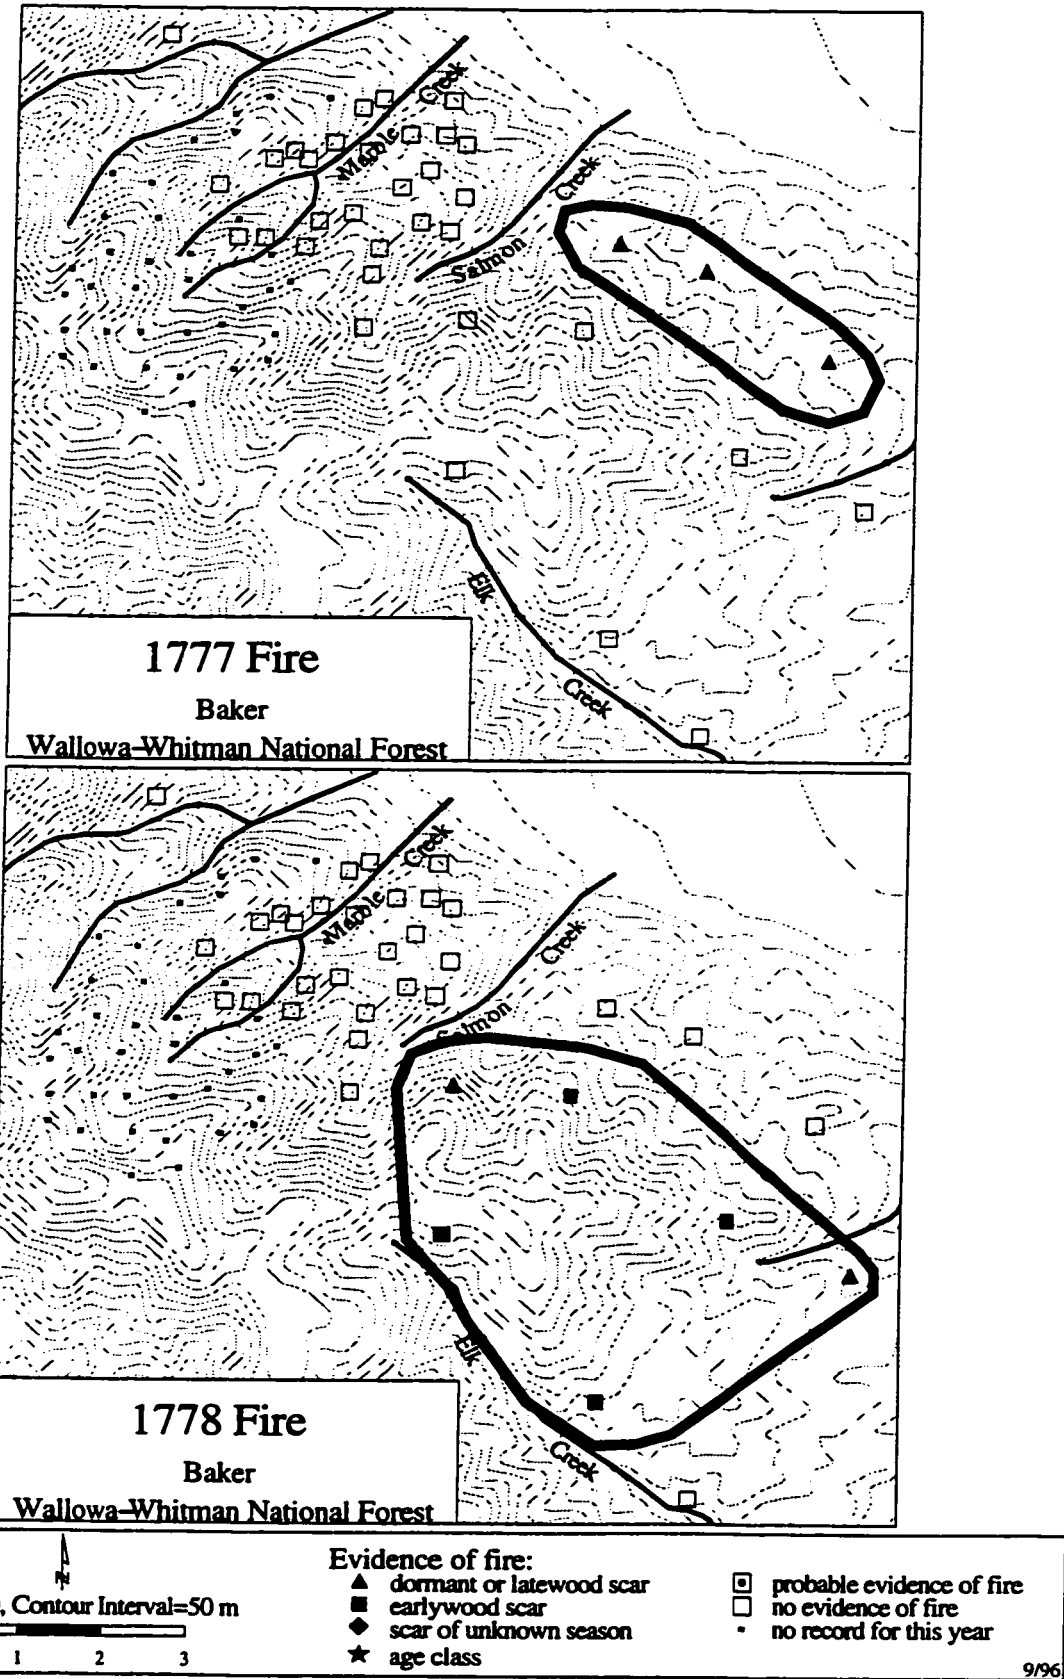 Marble Creek
Salmon Creek
Elk Creek
1777 Fire
Baker
Wallowa-Whitman National Forest
Marble Creek
Salmon Creek
Elk Creek
1778 Fire
Baker
Wallowa-Whitman National Forest
N
, Contour Interval=50 m
1 2 3
Evidence of fire:
dormant or latewood scar
earlywood scar
scar of unknown season
age class
probable evidence of fire
no evidence of fire
no record for this year
9/96